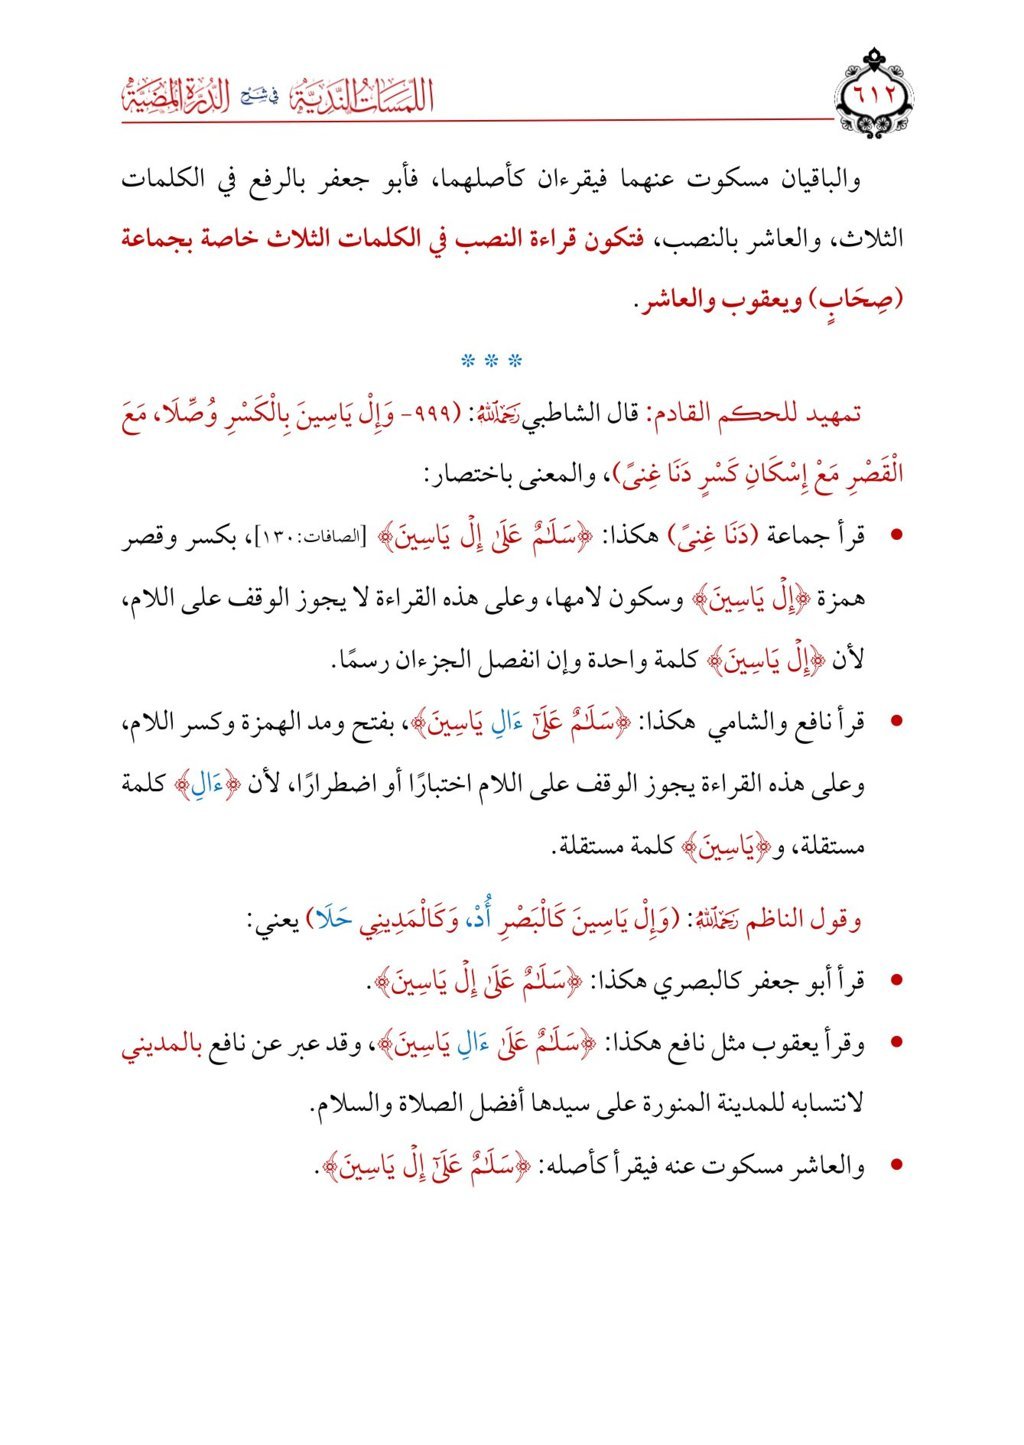 ٦١٢
اللمسات الندية في شرح الدرة المضية
والباقيان مسكوت عنهما فيقرءان كأصلهما، فأبو جعفر بالرفع في الكلمات
الثلاث، والعاشر بالنصب، فتكون قراءة النصب في الكلمات الثلاث خاصة بجماعة
(صِحَابٍ) ويعقوب والعاشر.
* * *
تمهيد للحكم القادم: قال الشاطبي رَحِمَهُ اللَّهُ: (٩٩٩- وَإِلْ يَاسِينَ بِالْكَسْرِ وُصِّلَا، مَعَ
الْقَصْرِ مَعْ إِسْكَانِ كَسْرٍ دَنَا غِنىً)، والمعنى باختصار:
• قرأ جماعة (دَنَا غِنىً) هكذا: ﴿سَلَٰمٌ عَلَىٰ إِلۡ يَاسِينَ﴾ [الصافات:١٣٠]، بكسر وقصر
همزة ﴿إِلۡ يَاسِينَ﴾ وسكون لامها، وعلى هذه القراءة لا يجوز الوقف على اللام،
لأن ﴿إِلۡ يَاسِينَ﴾ كلمة واحدة وإن انفصل الجزءان رسمًا.
• قرأ نافع والشامي هكذا: ﴿سَلَٰمٌ عَلَىٰٓ ءَالِ يَاسِينَ﴾، بفتح ومد الهمزة وكسر اللام،
وعلى هذه القراءة يجوز الوقف على اللام اختبارًا أو اضطرارًا، لأن ﴿ءَالِ﴾ كلمة
مستقلة، و﴿يَاسِينَ﴾ كلمة مستقلة.
وقول الناظم رَحِمَهُ اللَّهُ: (وَإِلْ يَاسِينَ كَالْبَصْرِ أُدْ، وَكَالْمَدِينِي حَلَا) يعني:
• قرأ أبو جعفر كالبصري هكذا: ﴿سَلَٰمٌ عَلَىٰ إِلۡ يَاسِينَ﴾.
• وقرأ يعقوب مثل نافع هكذا: ﴿سَلَٰمٌ عَلَىٰ ءَالِ يَاسِينَ﴾، وقد عبر عن نافع بالمديني
لانتسابه للمدينة المنورة على سيدها أفضل الصلاة والسلام.
• والعاشر مسكوت عنه فيقرأ كأصله: ﴿سَلَٰمٌ عَلَىٰٓ إِلۡ يَاسِينَ﴾.